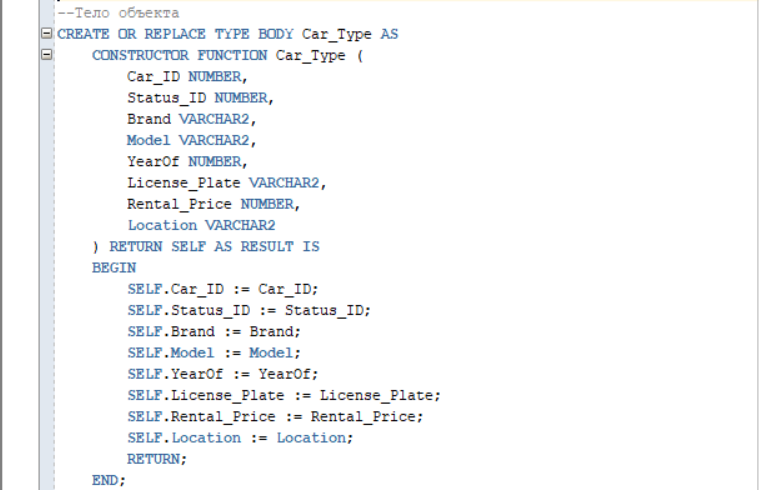 --Тело объекта
CREATE OR REPLACE TYPE BODY Car_Type AS
    CONSTRUCTOR FUNCTION Car_Type (
        Car_ID NUMBER,
        Status_ID NUMBER,
        Brand VARCHAR2,
        Model VARCHAR2,
        YearOf NUMBER,
        License_Plate VARCHAR2,
        Rental_Price NUMBER,
        Location VARCHAR2
    ) RETURN SELF AS RESULT IS
    BEGIN
        SELF.Car_ID := Car_ID;
        SELF.Status_ID := Status_ID;
        SELF.Brand := Brand;
        SELF.Model := Model;
        SELF.YearOf := YearOf;
        SELF.License_Plate := License_Plate;
        SELF.Rental_Price := Rental_Price;
        SELF.Location := Location;
        RETURN;
    END;